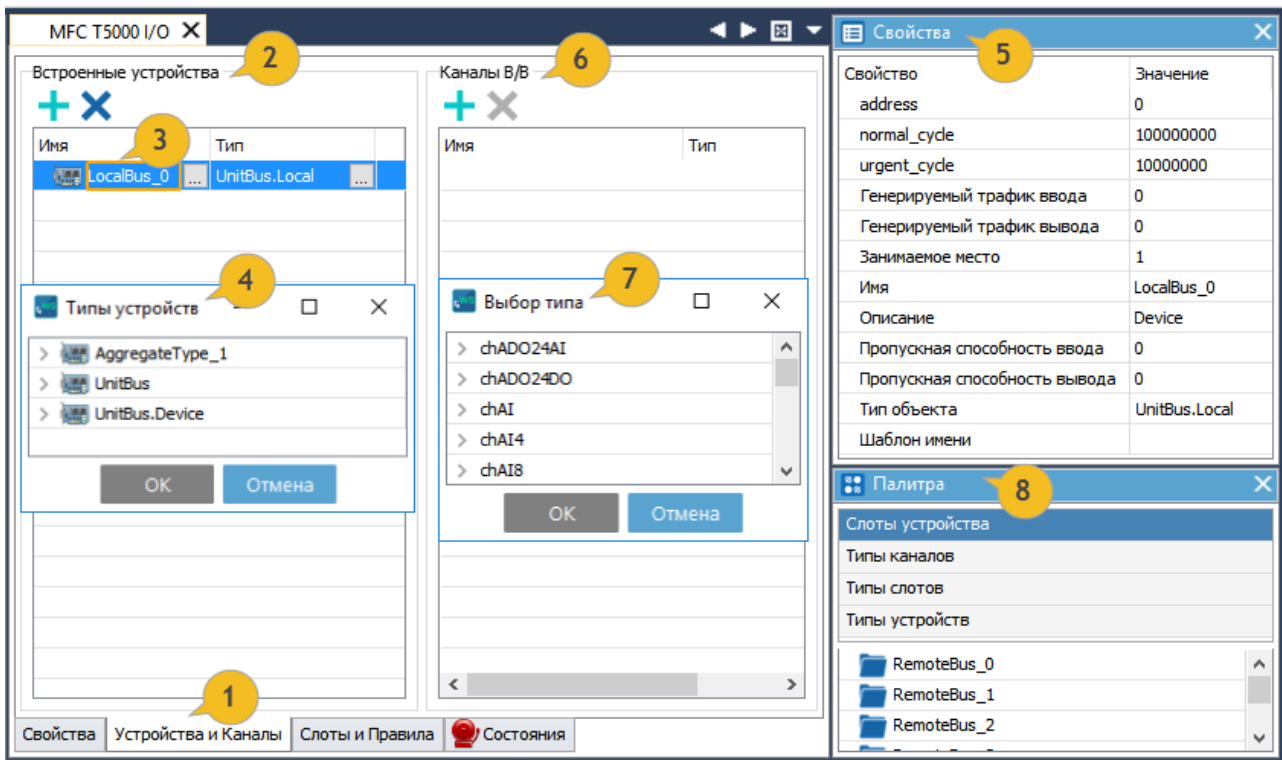 MFC T5000 I/O
Встроенные устройства
2
Имя
3
Тип
LocalBus_0
...
UnitBus.Local
...
4
Типы устройств
AggregateType_1
UnitBus
UnitBus.Device
OK
Отмена
1
Свойства
Устройства и Каналы
Слоты и Правила
Состояния
Каналы В/В
6
Имя
Тип
7
Выбор типа
chADO24AI
chADO24DO
chAI
chAI4
chAI8
OK
Отмена
Свойства
5
Свойство Значение
address 0
normal_cycle 100000000
urgent_cycle 10000000
Генерируемый трафик ввода 0
Генерируемый трафик вывода 0
Занимаемое место 1
Имя LocalBus_0
Описание Device
Пропускная способность ввода 0
Пропускная способность вывода 0
Тип объекта UnitBus.Local
Шаблон имени
Палитра
8
Слоты устройства
Типы каналов
Типы слотов
Типы устройств
RemoteBus_0
RemoteBus_1
RemoteBus_2